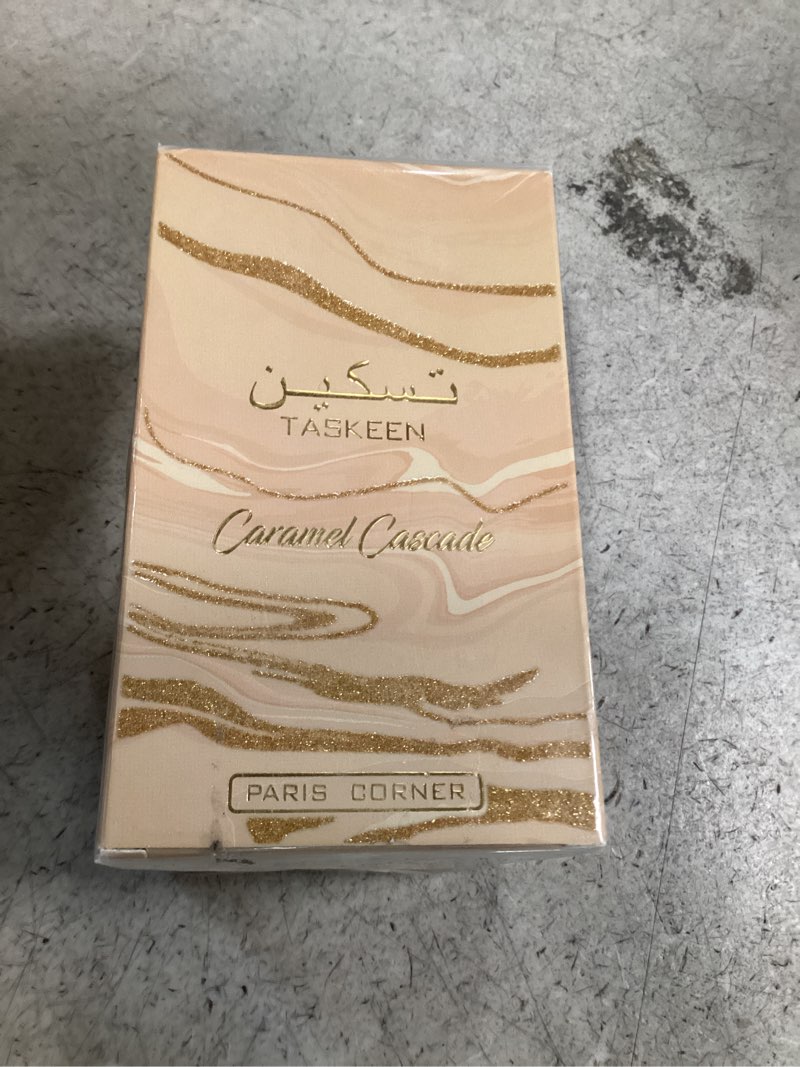 تسكين
TASKEEN
Caramel Cascade
PARIS CORNER